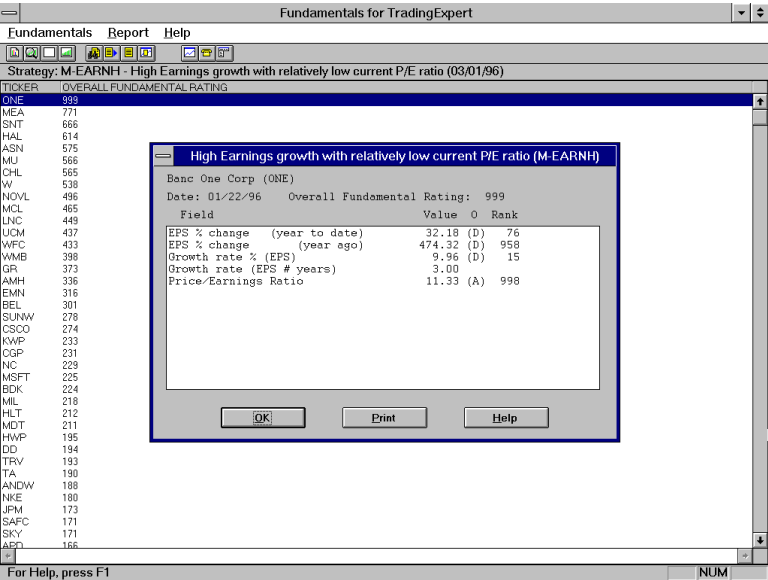 Fundamentals for TradingExpert
Fundamentals Report Help
Strategy: M-EARNH - High Earnings growth with relatively low current P/E ratio (03/01/96)
TICKER OVERALL FUNDAMENTAL RATING
ONE 999
MEA 771
SNT 666
HAL 614
ASN 575
MU 566
CHL 565
W 538
NOVL 496
MCL 465
LNC 449
UCM 437
WFC 433
WMB 398
GR 373
AMH 336
EMN 316
BEL 301
SUNW 278
CSCO 274
KWP 233
CGP 231
NC 229
MSFT 225
BDK 224
MIL 218
HLT 212
MDT 211
HWP 195
DD 194
TRV 193
TA 190
ANDW 188
NKE 180
JPM 173
SAFC 171
SKY 171
APD 166
High Earnings growth with relatively low current P/E ratio (M-EARNH)
Banc One Corp (ONE)
Date: 01/22/96 Overall Fundamental Rating: 999
Field Value O Rank
EPS % change (year to date) 32.18 (D) 76
EPS % change (year ago) 474.32 (D) 958
Growth rate % (EPS) 9.96 (D) 15
Growth rate (EPS # years) 3.00
Price/Earnings Ratio 11.33 (A) 998
OK Print Help
For Help, press F1 NUM